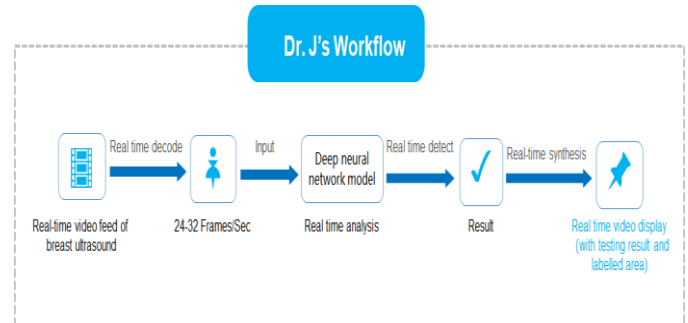 Dr. J's Workflow
Real time decode
Input
Real time detect
Real-time synthesis
Deep neural
network model
Real-time video feed of
breast ultrasound
24-32 Frames/Sec
Real time analysis
Result
Real time video display
(with testing result and
labelled area)